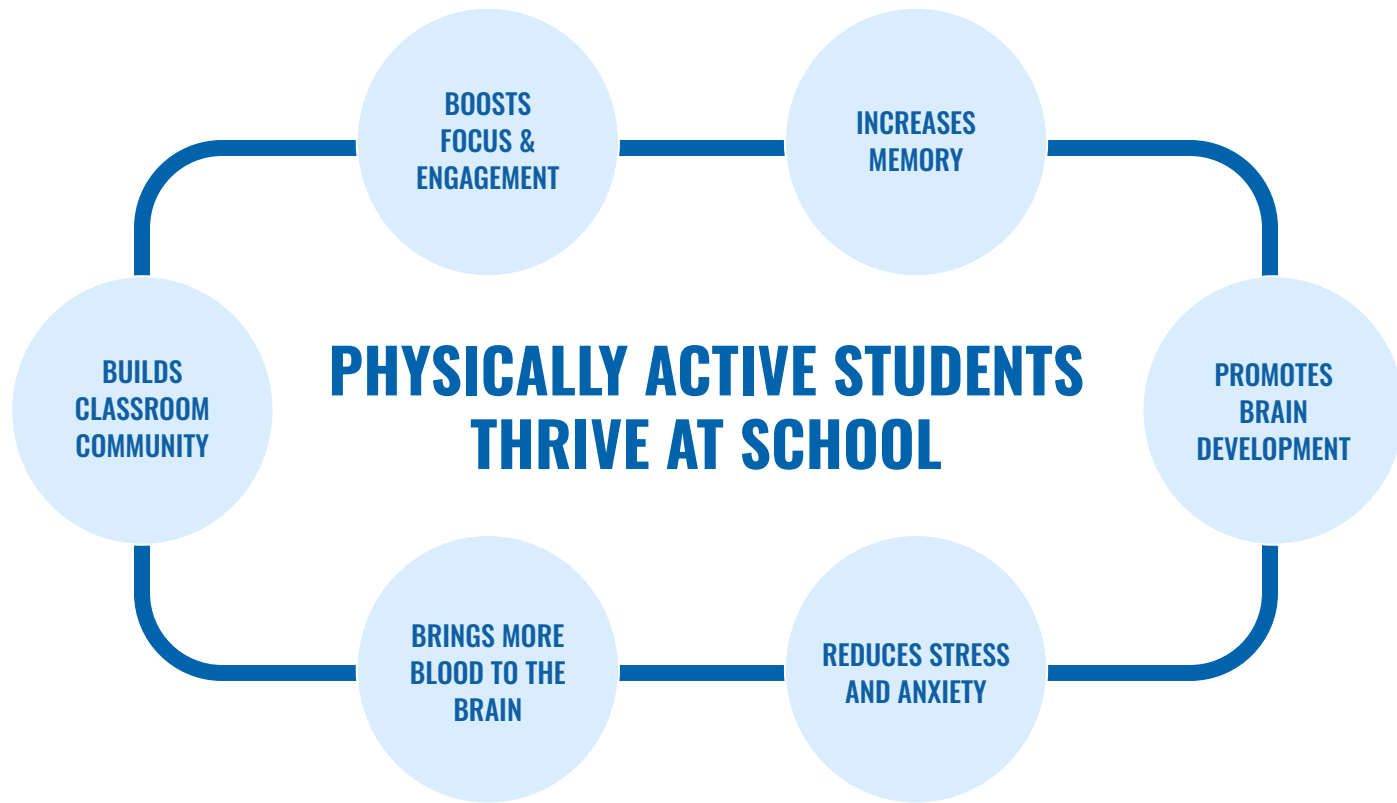 BOOSTS
FOCUS &
ENGAGEMENT
INCREASES
MEMORY
BUILDS
CLASSROOM
COMMUNITY
PHYSICALLY ACTIVE STUDENTS
THRIVE AT SCHOOL
PROMOTES
BRAIN
DEVELOPMENT
BRINGS MORE
BLOOD TO THE
BRAIN
REDUCES STRESS
AND ANXIETY